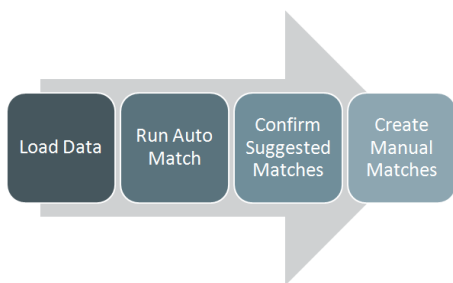 Load Data
Run Auto
Match
Confirm
Suggested
Matches
Create
Manual
Matches